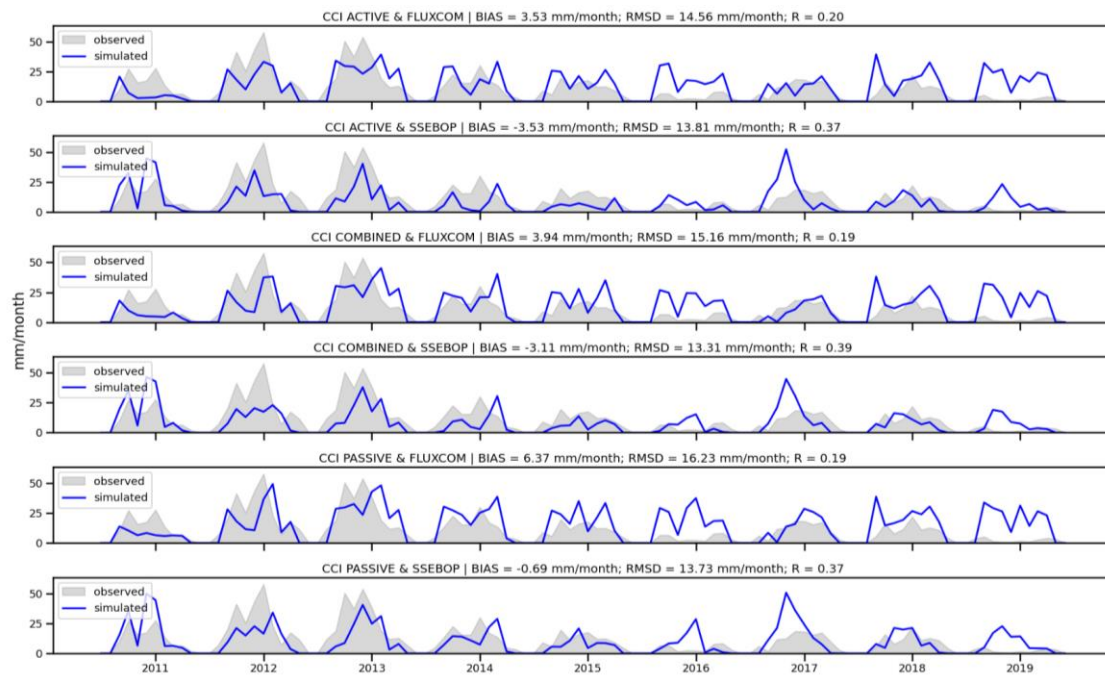 CCI ACTIVE & FLUXCOM | BIAS = 3.53 mm/month; RMSD = 14.56 mm/month; R = 0.20
50
observed
25
simulated
0
CCI ACTIVE & SSEBOP | BIAS = -3.53 mm/month; RMSD = 13.81 mm/month; R = 0.37
50
observed
25
simulated
0
CCI COMBINED & FLUXCOM | BIAS = 3.94 mm/month; RMSD = 15.16 mm/month; R = 0.19
50
observed
25
simulated
0
mm/month
CCI COMBINED & SSEBOP | BIAS = -3.11 mm/month; RMSD = 13.31 mm/month; R = 0.39
50
observed
25
simulated
0
CCI PASSIVE & FLUXCOM | BIAS = 6.37 mm/month; RMSD = 16.23 mm/month; R = 0.19
50
observed
25
simulated
0
CCI PASSIVE & SSEBOP | BIAS = -0.69 mm/month; RMSD = 13.73 mm/month; R = 0.37
50
observed
25
simulated
0
2011 2012 2013 2014 2015 2016 2017 2018 2019